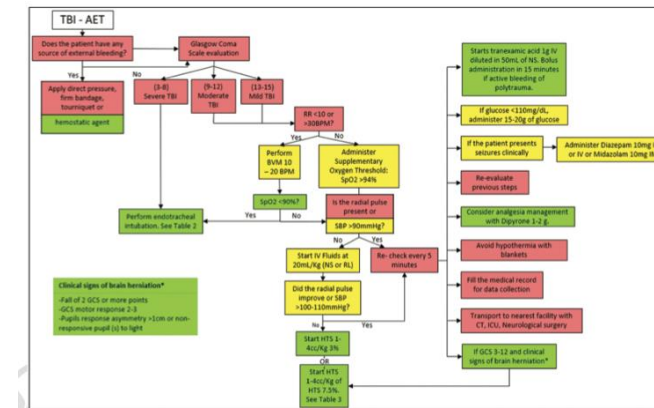 TBI - AET
Does the patient have any
source of external bleeding?
Glasgow Coma
Scale evaluation
Yes
No
Apply direct pressure,
firm bandage,
tourniquet or
hemostatic agent
(3-8)
Severe TBI
(9-12)
Moderate
TBI
(13-15)
Mild TBI
RR <10 or
>30BPM?
Yes
No
Perform
BVM 10
– 20 BPM
Administer
Supplementary
Oxygen Threshold:
SpO2 >94%
SpO2 <90%?
Is the radial pulse
present or
SBP >90mmHg?
Yes
No
Perform endotracheal
intubation. See Table 2
No
Yes
Start IV Fluids at
20mL/Kg (NS or RL)
Re- check every 5
minutes
Did the radial pulse
improve or SBP
>100-110mmHg?
No
Yes
Start HTS 1-
4cc/Kg 3%
OR
Start HTS
1-4cc/Kg of
HTS 7.5%.
See Table 3
Clinical signs of brain herniation*
-Fall of 2 GCS or more points
-GCS motor response 2-3
-Pupils response asymmetry >1cm or non-
responsive pupil (s) to light
Starts tranexamic acid 1g IV
diluted in 50mL of NS. Bolus
administration in 15 minutes
if active bleeding of
polytrauma.
If glucose <110mg/dL,
administer 15-20g of glucose
If the patient presents
seizures clinically
Administer Diazepam 10mg
or IV or Midazolam 10mg
Re-evaluate
previous steps
Consider analgesia management
with Dipyrone 1-2 g.
Avoid hypothermia with
blankets
Fill the medical record
for data collection
Transport to nearest facility with
CT, ICU, Neurological surgery
If GCS 3-12 and clinical
signs of brain herniation*